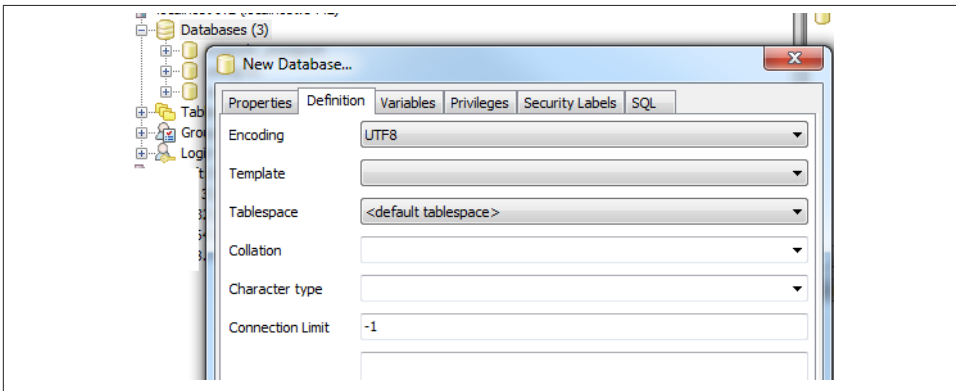 Databases (3)
New Database...
Tab
Properties Definition Variables Privileges Security Labels SQL
Gro
Encoding UTF8
Logi
Template
Tablespace <default tablespace>
Collation
Character type
Connection Limit -1